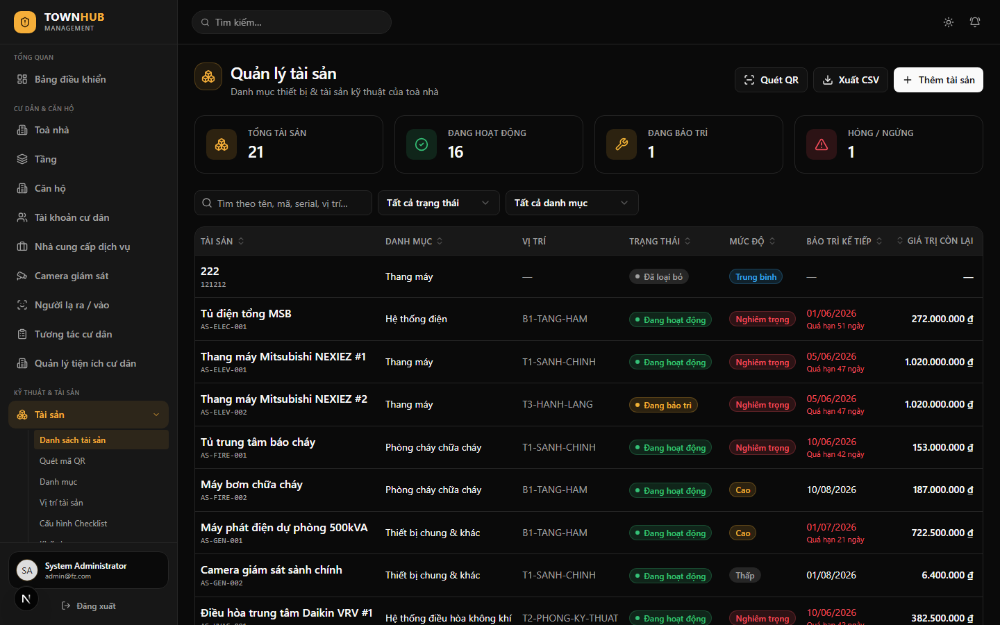 TOWNHUB
MANAGEMENT
Tìm kiếm...
TỔNG QUAN
Bảng điều khiển
CƯ DÂN & CĂN HỘ
Toà nhà
Tầng
Căn hộ
Tài khoản cư dân
Nhà cung cấp dịch vụ
Camera giám sát
Người lạ ra / vào
Tương tác cư dân
Quản lý tiện ích cư dân
KỸ THUẬT & TÀI SẢN
Tài sản
Danh sách tài sản
Quét mã QR
Danh mục
Vị trí tài sản
Cấu hình Checklist
SA
System Administrator
admin@fz.com
N
Đăng xuất
Quản lý tài sản
Danh mục thiết bị & tài sản kỹ thuật của toà nhà
Quét QR
Xuất CSV
Thêm tài sản
TỔNG TÀI SẢN
21
ĐANG HOẠT ĐỘNG
16
ĐANG BẢO TRÌ
1
HỎNG / NGỪNG
1
Tìm theo tên, mã, serial, vị trí...
Tất cả trạng thái
Tất cả danh mục
TÀI SẢN DANH MỤC VỊ TRÍ TRẠNG THÁI MỨC ĐỘ BẢO TRÌ KẾ TIẾP GIÁ TRỊ CÒN LẠI
222
121212
Thang máy — Đã loại bỏ Trung bình — —
Tủ điện tổng MSB
AS-ELEC-001
Hệ thống điện B1-TANG-HAM Đang hoạt động Nghiêm trọng 01/06/2026
Quá hạn 51 ngày
272.000.000 ₫
Thang máy Mitsubishi NEXIEZ #1
AS-ELEV-001
Thang máy T1-SANH-CHINH Đang hoạt động Nghiêm trọng 05/06/2026
Quá hạn 47 ngày
1.020.000.000 ₫
Thang máy Mitsubishi NEXIEZ #2
AS-ELEV-002
Thang máy T3-HANH-LANG Đang bảo trì Nghiêm trọng 05/06/2026
Quá hạn 47 ngày
1.020.000.000 ₫
Tủ trung tâm báo cháy
AS-FIRE-001
Phòng cháy chữa cháy T1-SANH-CHINH Đang hoạt động Nghiêm trọng 10/06/2026
Quá hạn 42 ngày
153.000.000 ₫
Máy bơm chữa cháy
AS-FIRE-002
Phòng cháy chữa cháy B1-TANG-HAM Đang hoạt động Cao 10/08/2026
187.000.000 ₫
Máy phát điện dự phòng 500kVA
AS-GEN-001
Thiết bị chung & khác B1-TANG-HAM Đang hoạt động Cao 01/07/2026
Quá hạn 21 ngày
722.500.000 ₫
Camera giám sát sảnh chính
AS-GEN-002
Thiết bị chung & khác T1-SANH-CHINH Đang hoạt động Thấp 01/08/2026
6.400.000 ₫
Điều hòa trung tâm Daikin VRV #1
Hệ thống điều hòa không khí T2-PHONG-KY-THUAT Đang hoạt động Nghiêm trọng 10/06/2026
382.500.000 ₫